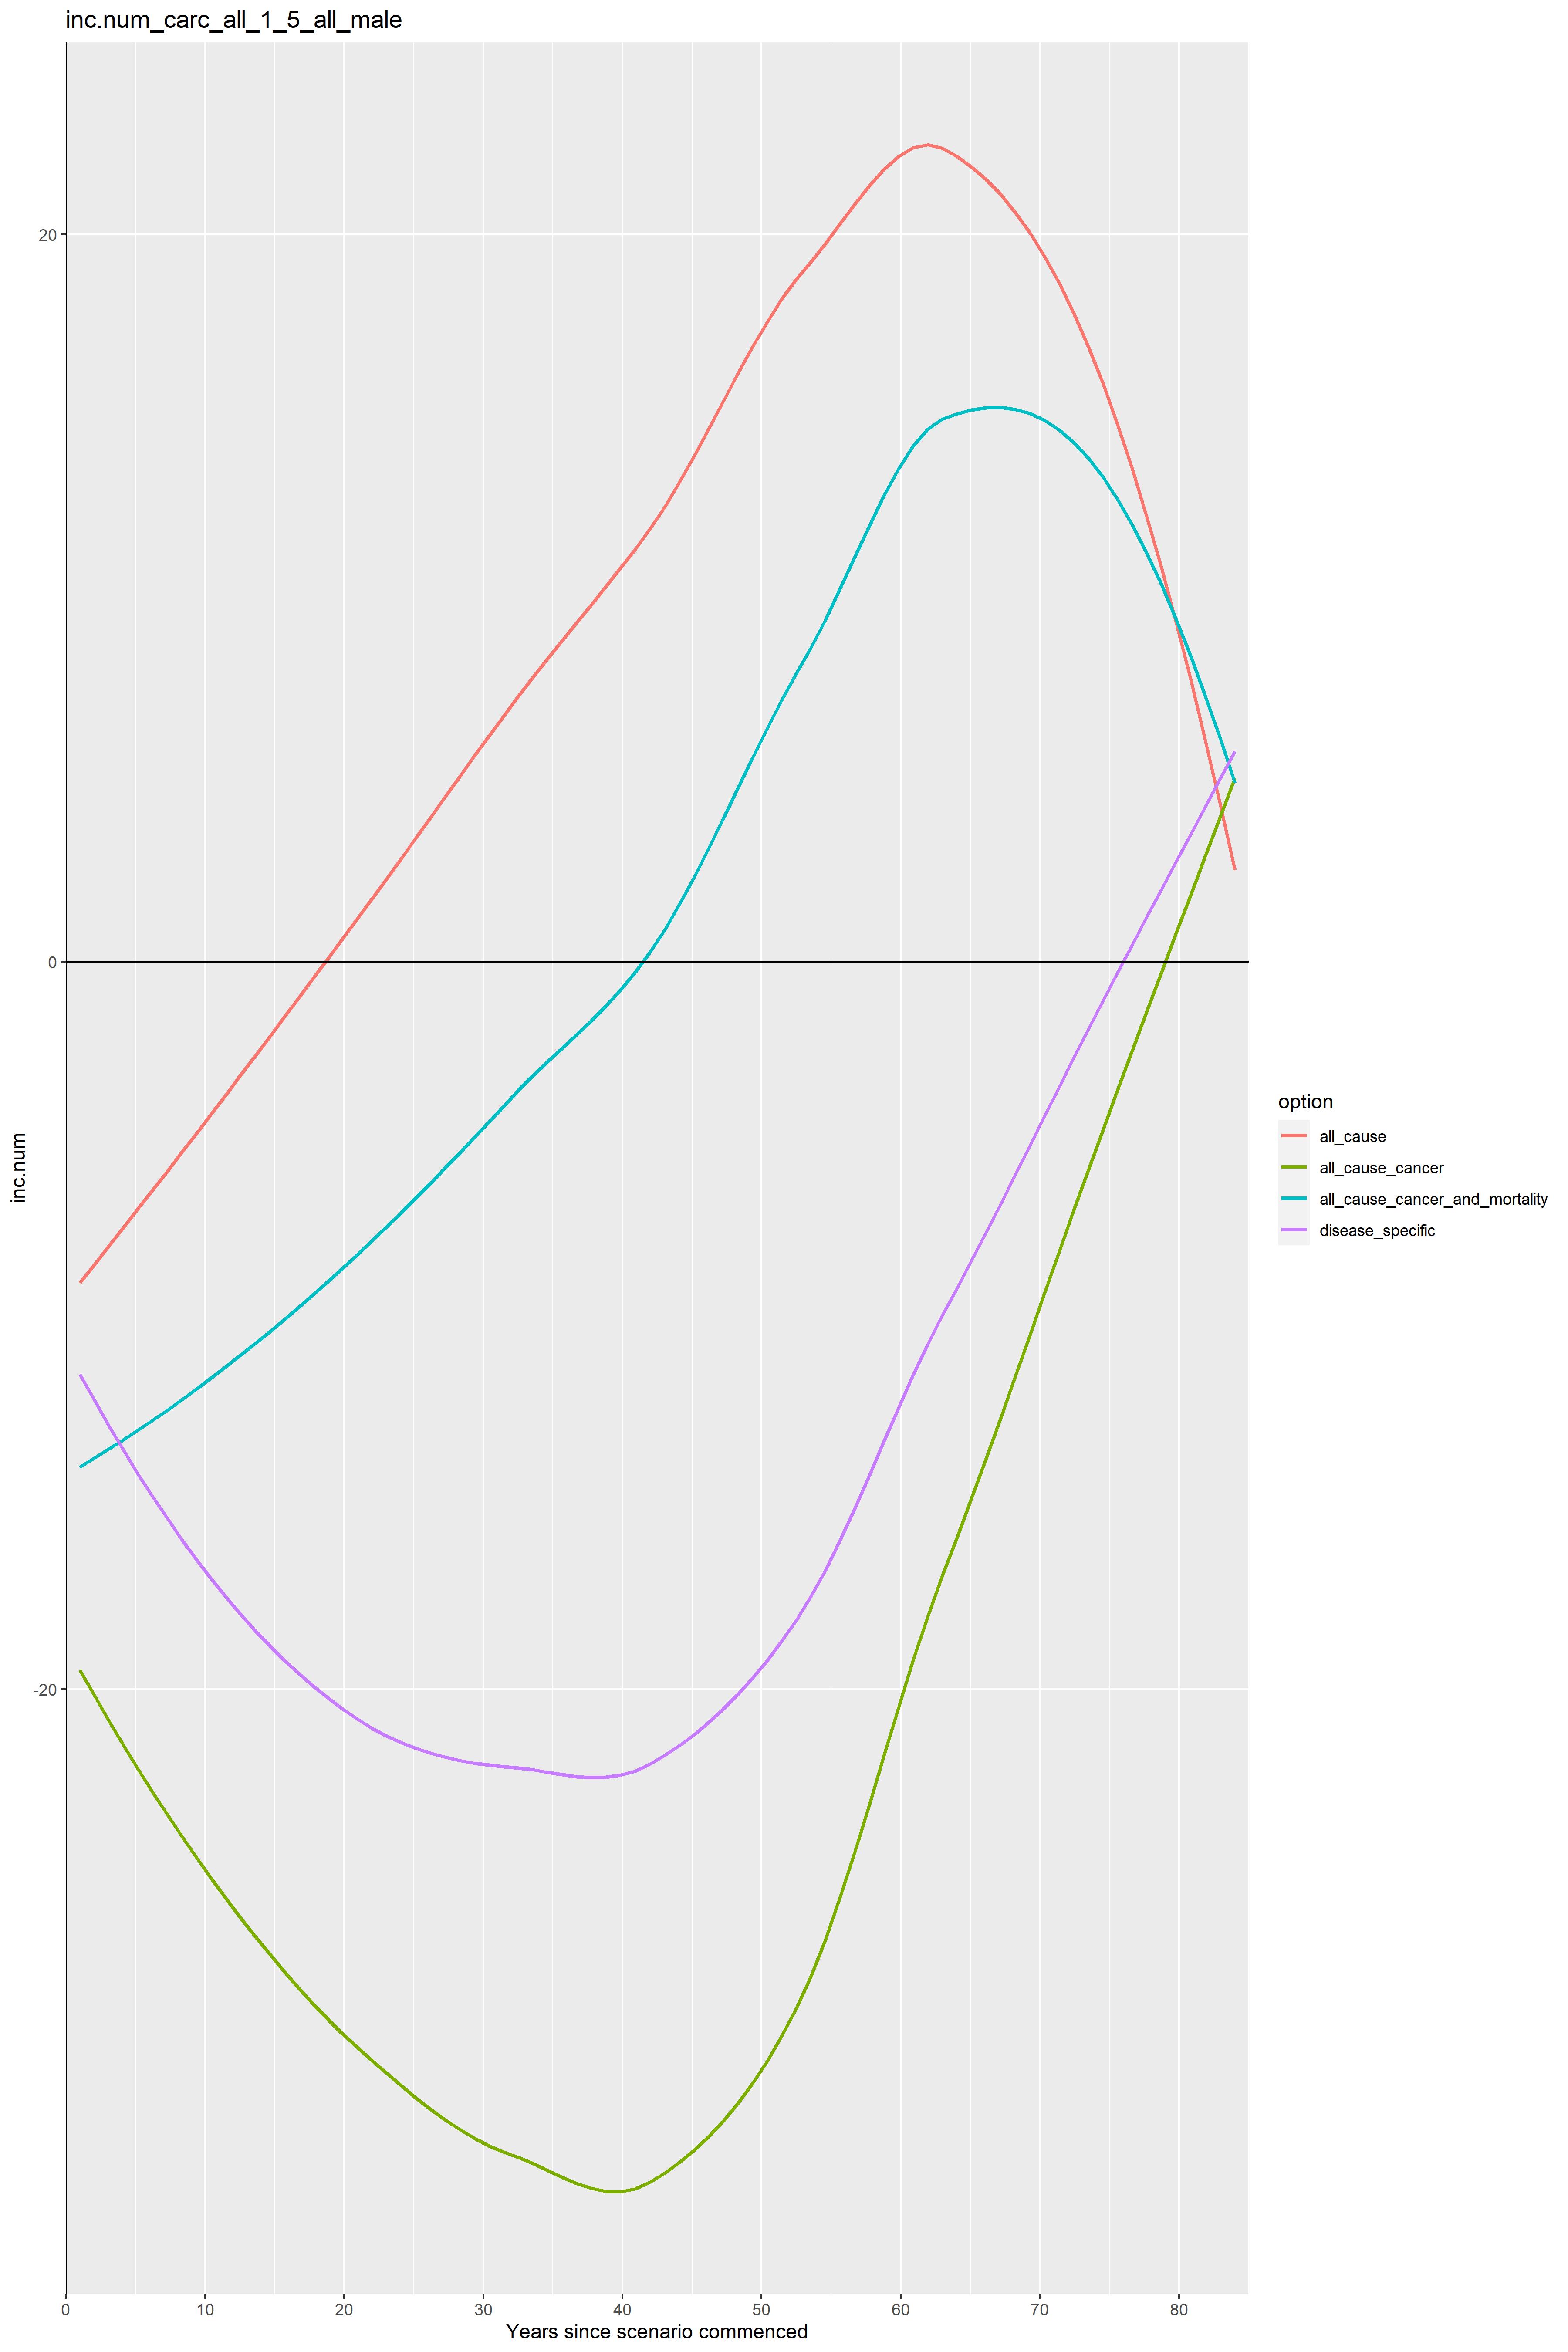 inc.num_carc_all_1_5_all_male
20
0
-20
inc.num
0 10 20 30 40 50 60 70 80
Years since scenario commenced
option
all_cause
all_cause_cancer
all_cause_cancer_and_mortality
disease_specific